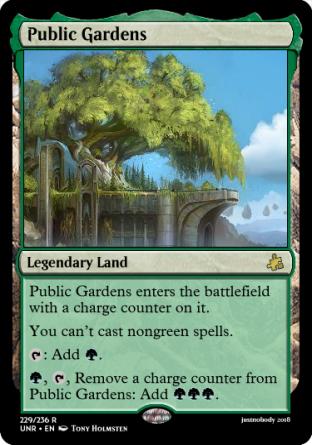 Public Gardens
Legendary Land
Public Gardens enters the battlefield
with a charge counter on it.
You can't cast nongreen spells.
: Add .
, , Remove a charge counter from
Public Gardens: Add .
229/236 R
UNR • EN Tony Holmsten
justnobody 2018